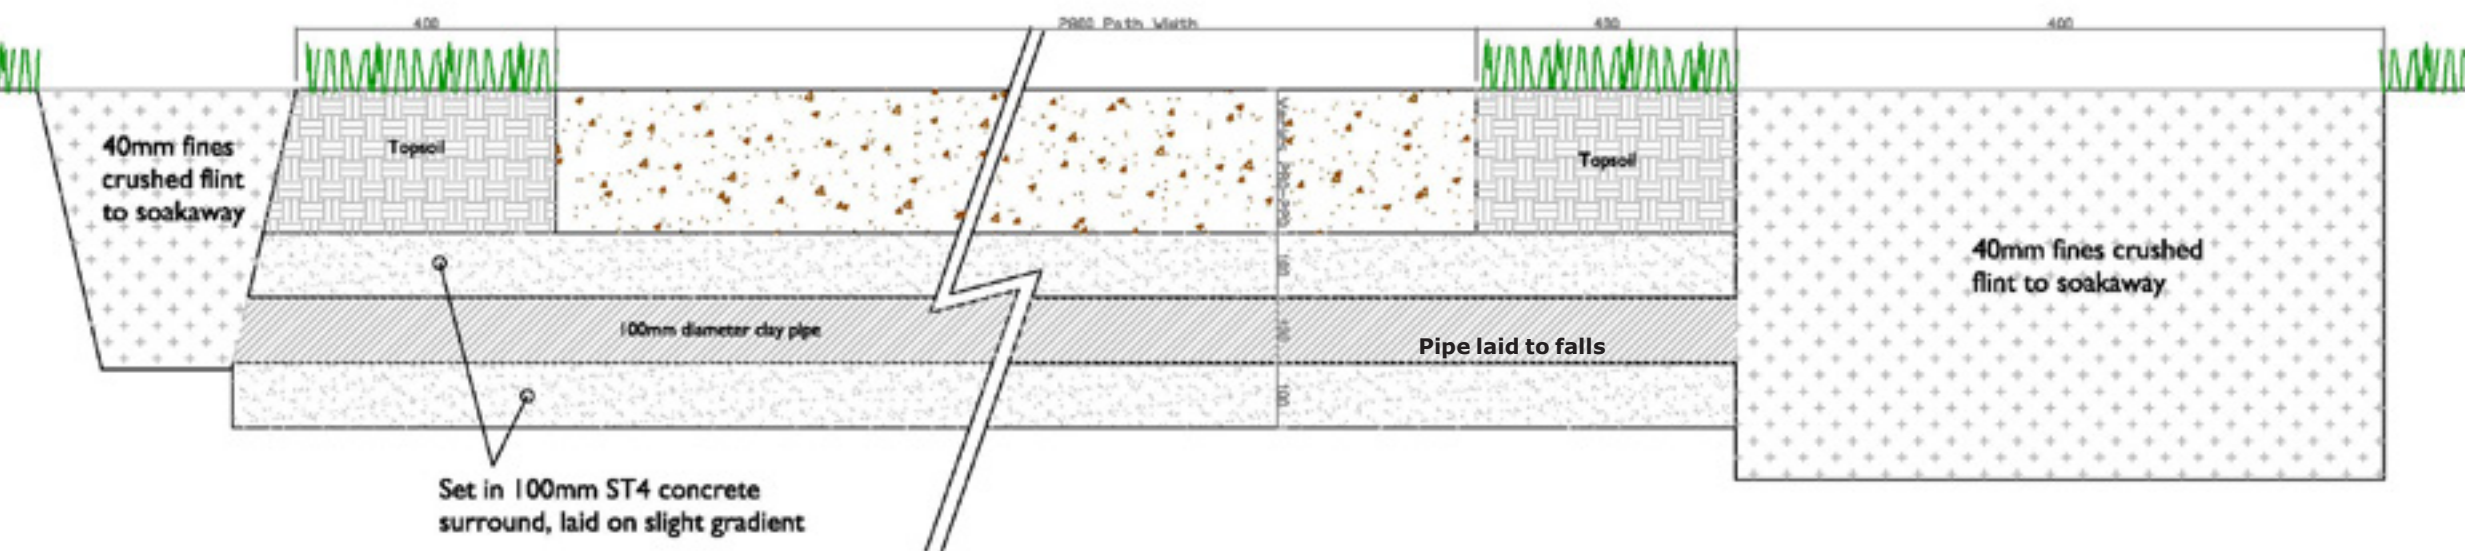 400
2800 Path Width
400
400
40mm fines
crushed flint
to soakaway
Topsoil
Topsoil
40mm fines crushed
flint to soakaway
100
100mm diameter clay pipe
100
Pipe laid to falls
100
Set in 100mm ST4 concrete
surround, laid on slight gradient